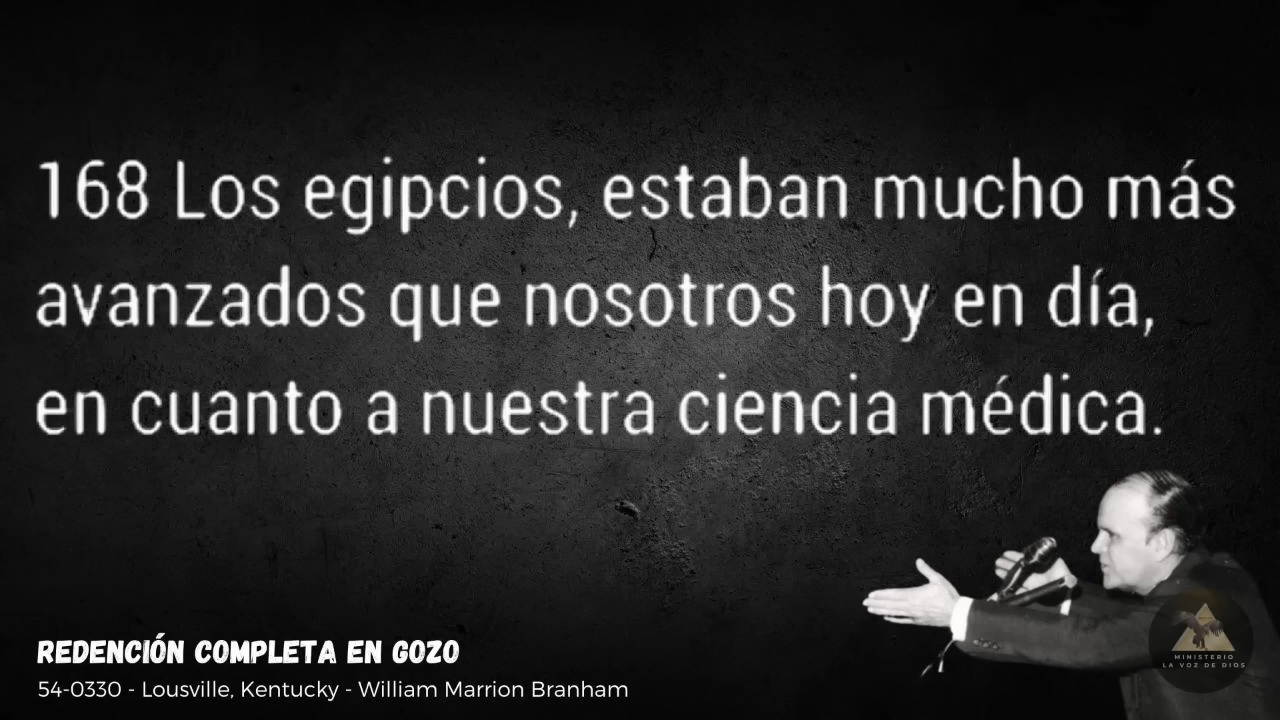 168 Los egipcios, estaban mucho más
avanzados que nosotros hoy en día,
en cuanto a nuestra ciencia médica.
REDENCIÓN COMPLETA EN GOZO
54-0330 - Lousville, Kentucky - William Marrion Branham
MINISTERIO
LA VOZ DE DIOS